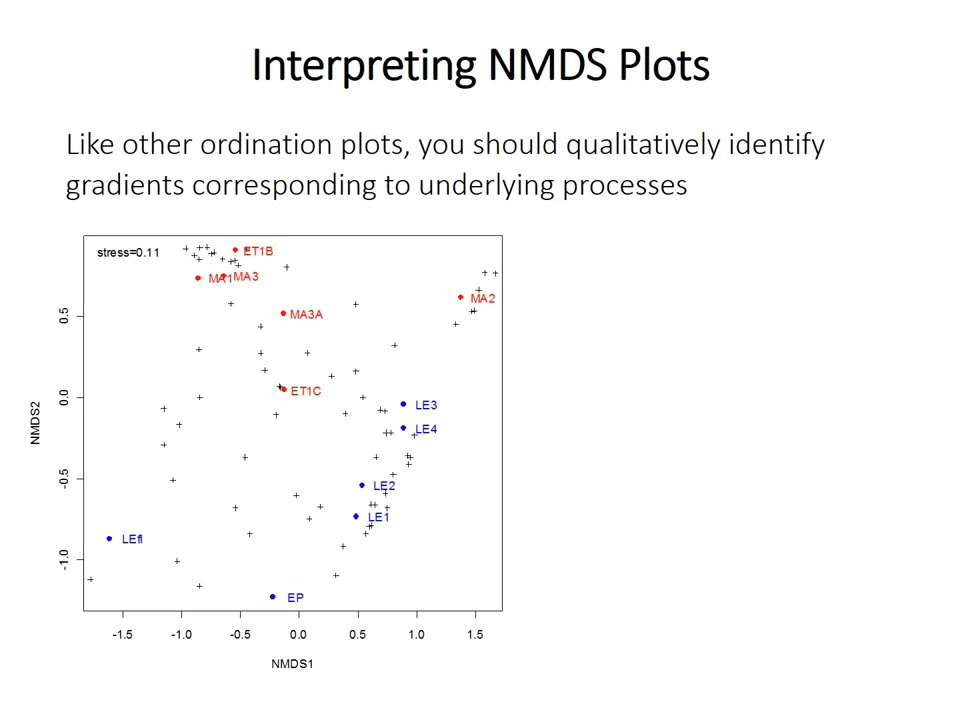 Interpreting NMDS Plots
Like other ordination plots, you should qualitatively identify
gradients corresponding to underlying processes
stress=0.11
ET1B
MA1
MA3
MA2
MA3A
ET1C
LE3
LE4
LE2
LE1
LEfl
EP
0.5
0.0
-0.5
-1.0
NMDS2
-1.5 -1.0 -0.5 0.0 0.5 1.0 1.5
NMDS1